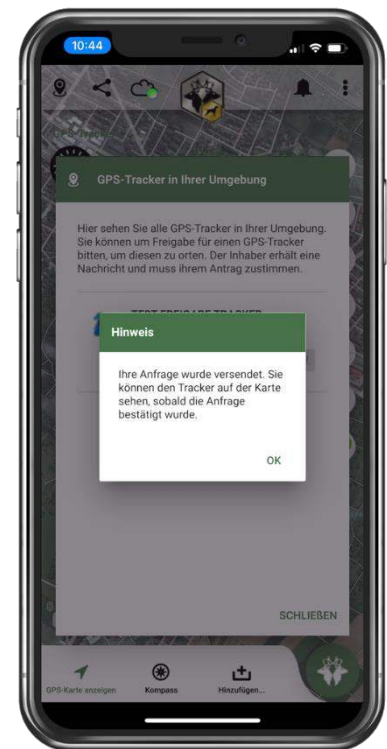 10:44
GPS-Tracker in Ihrer Umgebung
Hier sehen Sie alle GPS-Tracker in Ihrer Umgebung.
Sie können um Freigabe für einen GPS-Tracker
bitten, um diesen zu orten. Der Inhaber erhält eine
Nachricht und muss ihrem Antrag zustimmen.
TEST FREIGABE TRACKER
Hinweis
Ihre Anfrage wurde versendet. Sie
können den Tracker auf der Karte
sehen, sobald die Anfrage
bestätigt wurde.
OK
SCHLIEßEN
GPS-Karte anzeigen
Kompass
Hinzufügen...